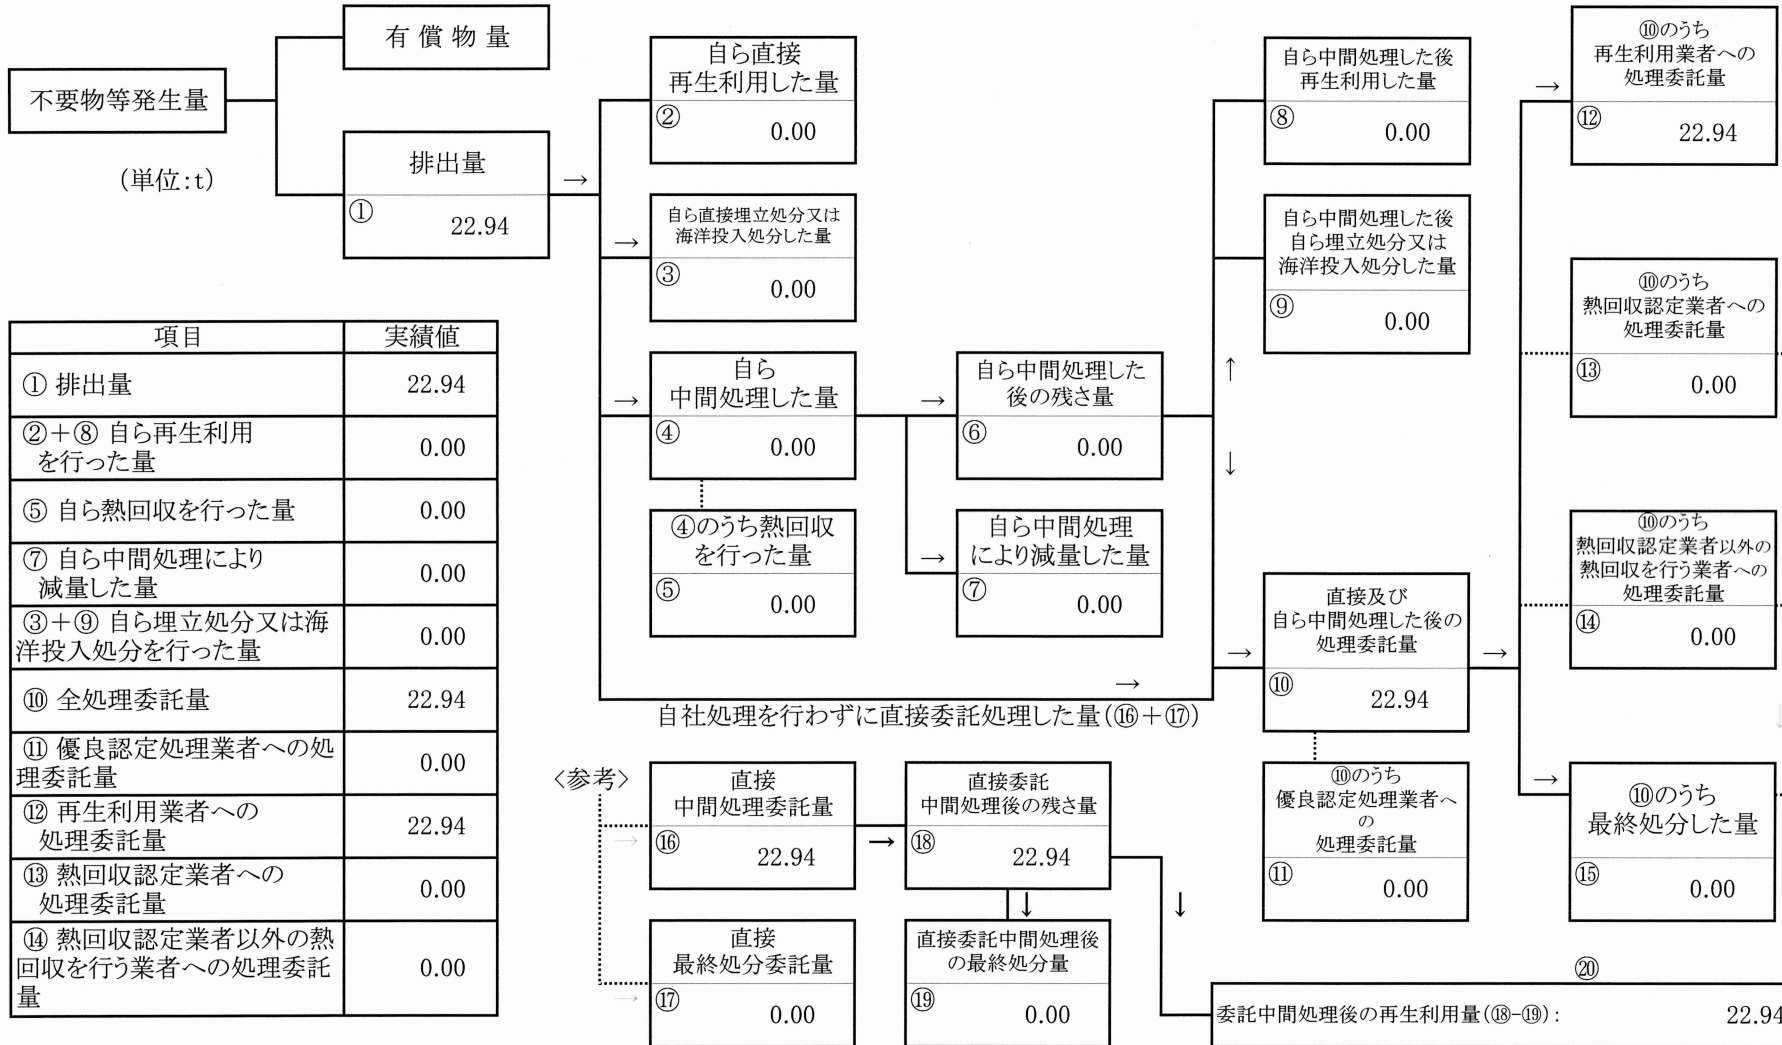 不要物等発生量
(単位:t)
有 償 物 量
排出量
① 22.94
→
自ら直接
再生利用した量
② 0.00
→
自ら直接埋立処分又は
海洋投入処分した量
③ 0.00
→
自ら
中間処理した量
④ 0.00
④のうち熱回収
を行った量
⑤ 0.00
→
自ら中間処理した
後の残さ量
⑥ 0.00
→
自ら中間処理
により減量した量
⑦ 0.00
↑
↓
自ら中間処理した後
再生利用した量
⑧ 0.00
自ら中間処理した後
自ら埋立処分又は
海洋投入処分した量
⑨ 0.00
→
自社処理を行わずに直接委託処理した量(⑯+⑰)
→
直接及び
自ら中間処理した後の
処理委託量
⑩ 22.94
→
⑩のうち
優良認定処理業者へ
の
処理委託量
⑪ 0.00
→
⑩のうち
再生利用業者への
処理委託量
⑫ 22.94
⑩のうち
熱回収認定業者への
処理委託量
⑬ 0.00
⑩のうち
熱回収認定業者以外の
熱回収を行う業者への
処理委託量
⑭ 0.00
→
⑩のうち
最終処分した量
⑮ 0.00
項目 実績値
① 排出量 22.94
②+⑧ 自ら再生利用
を行った量 0.00
⑤ 自ら熱回収を行った量 0.00
⑦ 自ら中間処理により
減量した量 0.00
③+⑨ 自ら埋立処分又は海
洋投入処分を行った量 0.00
⑩ 全処理委託量 22.94
⑪ 優良認定処理業者への処
理委託量 0.00
⑫ 再生利用業者への
処理委託量 22.94
⑬ 熱回収認定業者への
処理委託量 0.00
⑭ 熱回収認定業者以外の熱
回収を行う業者への処理委託
量 0.00
〈参考〉
→
直接
中間処理委託量
⑯ 22.94
→
直接委託
中間処理後の残さ量
⑱ 22.94
↓
↓
→
直接
最終処分委託量
⑰ 0.00
直接委託中間処理後
の最終処分量
⑲ 0.00
⑳
委託中間処理後の再生利用量(⑱-⑲): 22.94